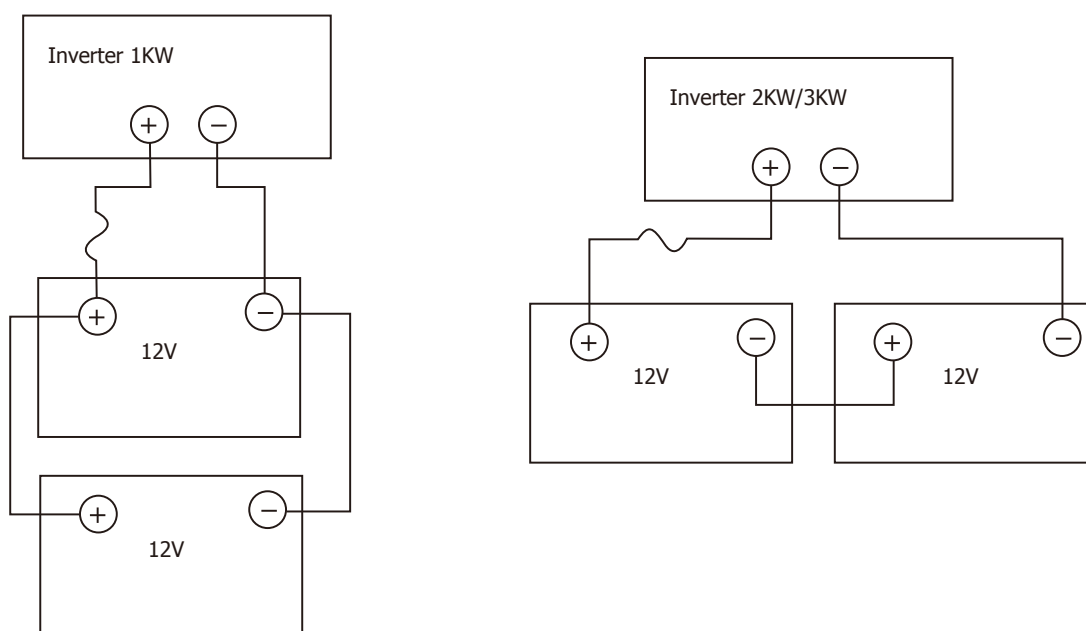 Inverter 1KW
+ −
+ −
12V
+ −
12V
Inverter 2KW/3KW
+ −
+ −
12V
+ −
12V